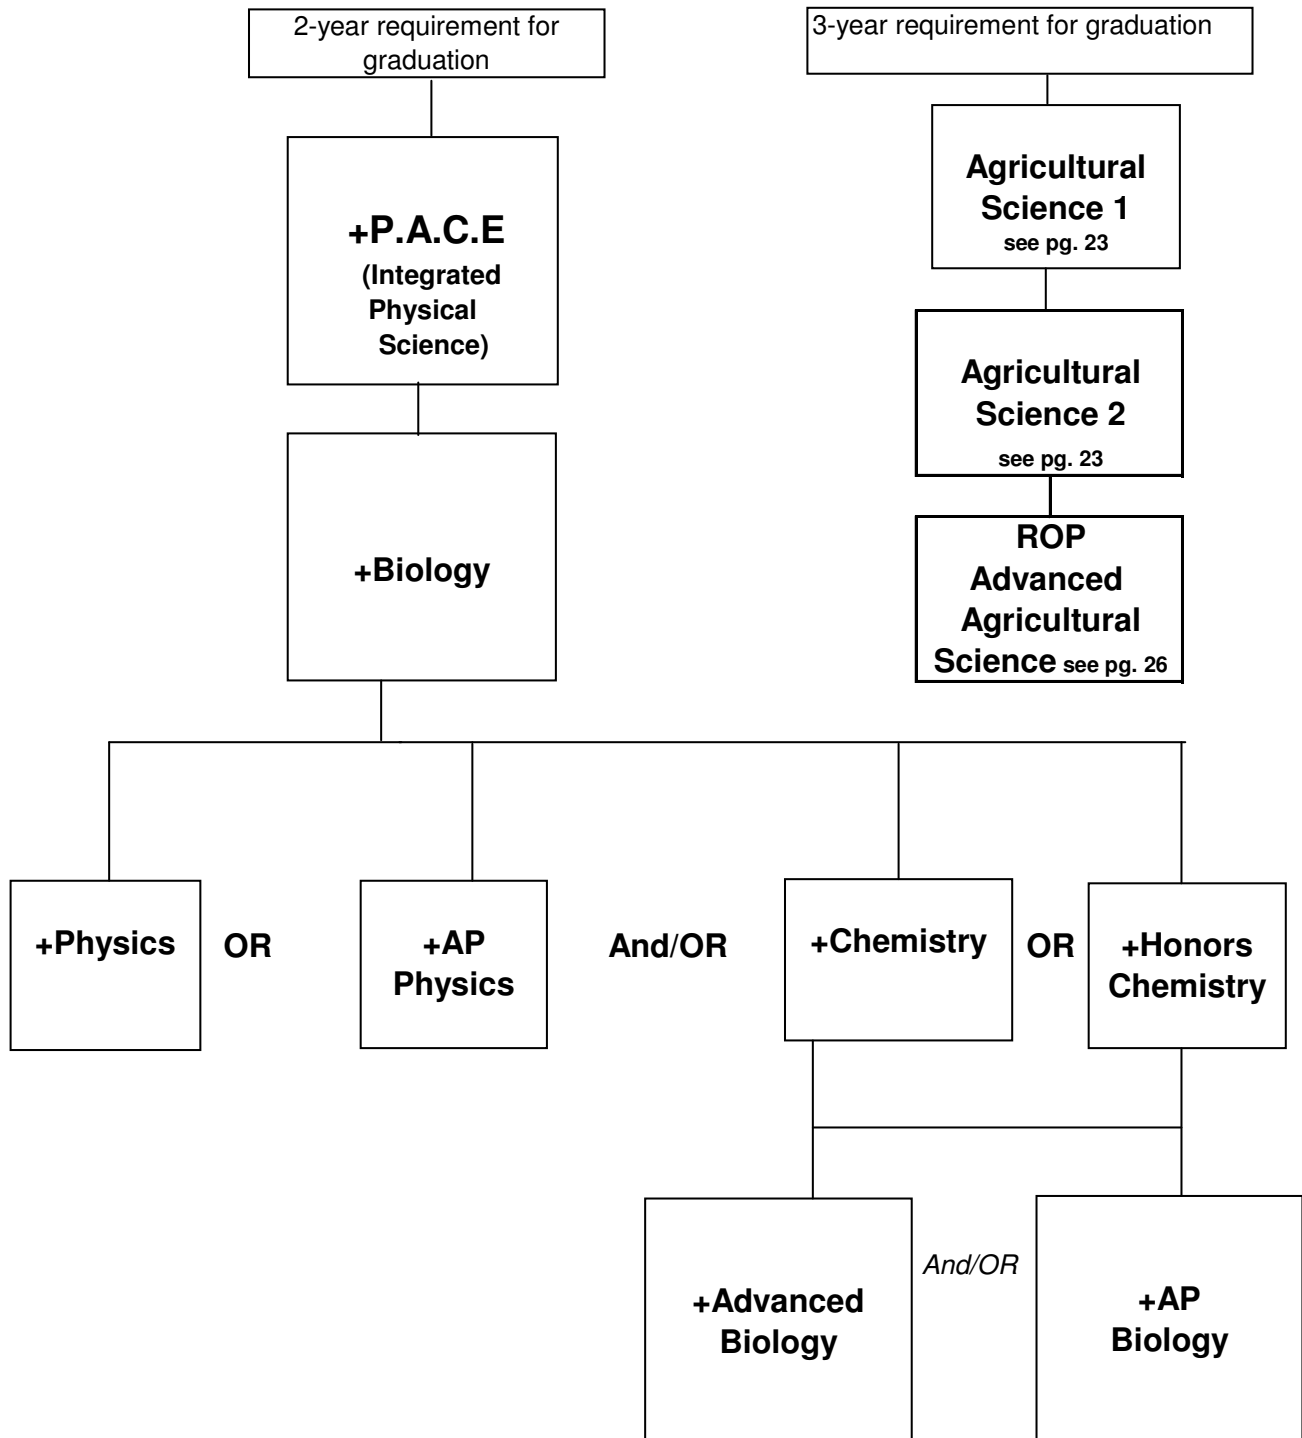 2-year requirement for
graduation
3-year requirement for graduation
+P.A.C.E
(Integrated
Physical
Science)
Agricultural
Science 1
see pg. 23
Agricultural
Science 2
see pg. 23
+Biology
ROP
Advanced
Agricultural
Science see pg. 26
+Physics
OR
+AP
Physics
And/OR
+Chemistry
OR
+Honors
Chemistry
+Advanced
Biology
And/OR
+AP
Biology